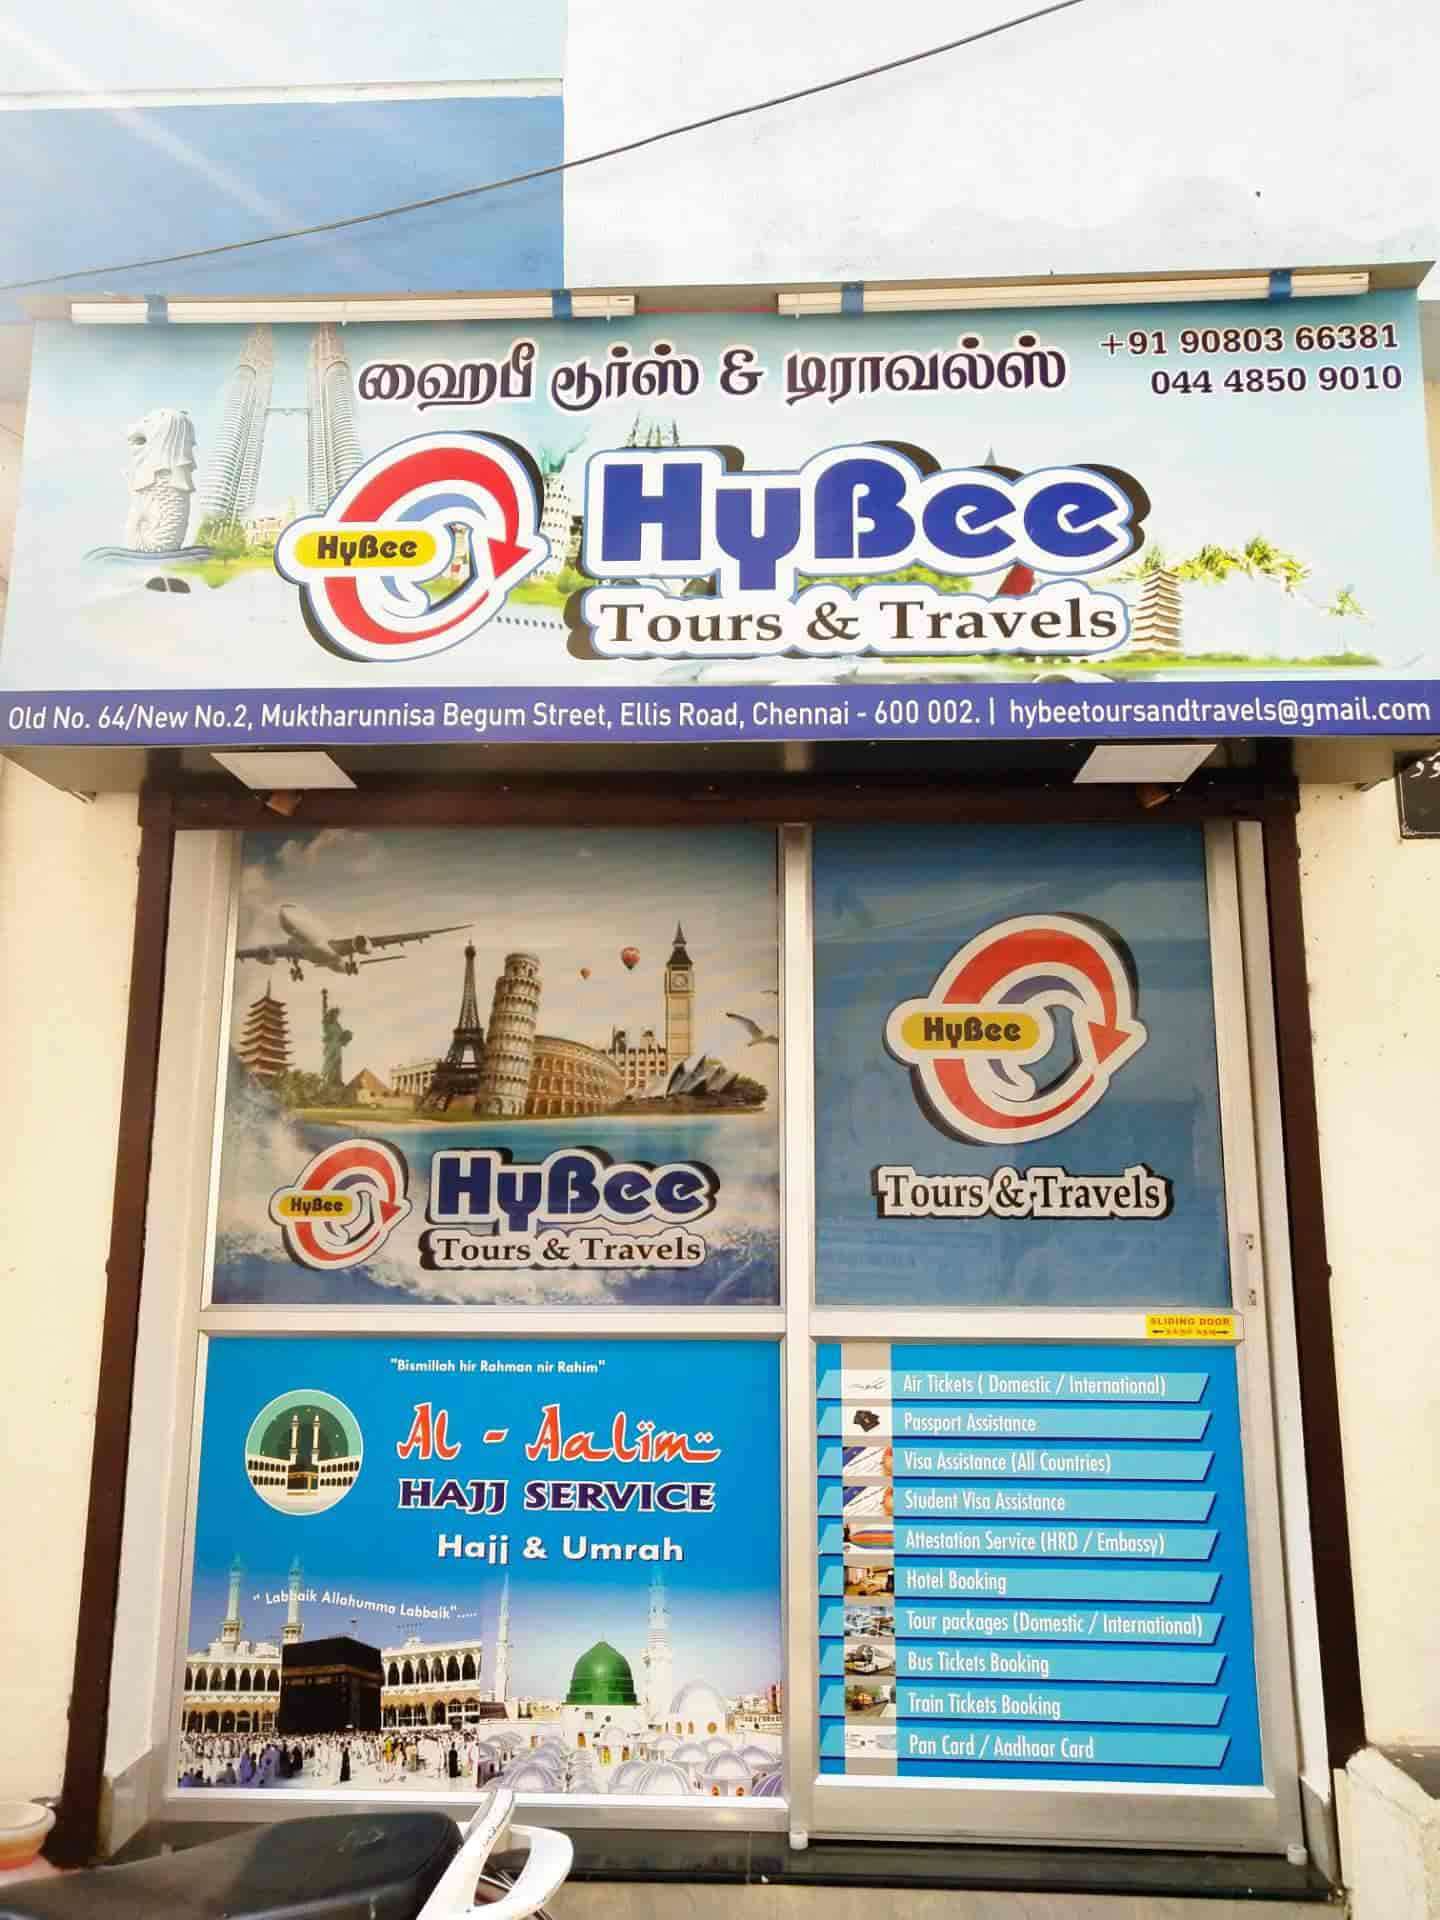 ஹைபீ டூர்ஸ் & டிராவல்ஸ்
+91 90803 66381
044 4850 9010
HyBee
HyBee
Tours & Travels
Old No. 64/New No.2, Muktharunnisa Begum Street, Ellis Road, Chennai - 600 002. | hybeetoursandtravels@gmail.com
HyBee
HyBee
Tours & Travels
HyBee
Tours & Travels
SLIDING DOOR
"Bismillah hir Rahman nir Rahim"
AL - Aalim
HAJJ SERVICE
Hajj & Umrah
" Labbaik Allahumma Labbaik".....
Air Tickets ( Domestic / International)
Passport Assistance
Visa Assistance (All Countries)
Student Visa Assistance
Attestation Service (HRD / Embassy)
Hotel Booking
Tour packages (Domestic / International)
Bus Tickets Booking
Train Tickets Booking
Pan Card / Aadhaar Card